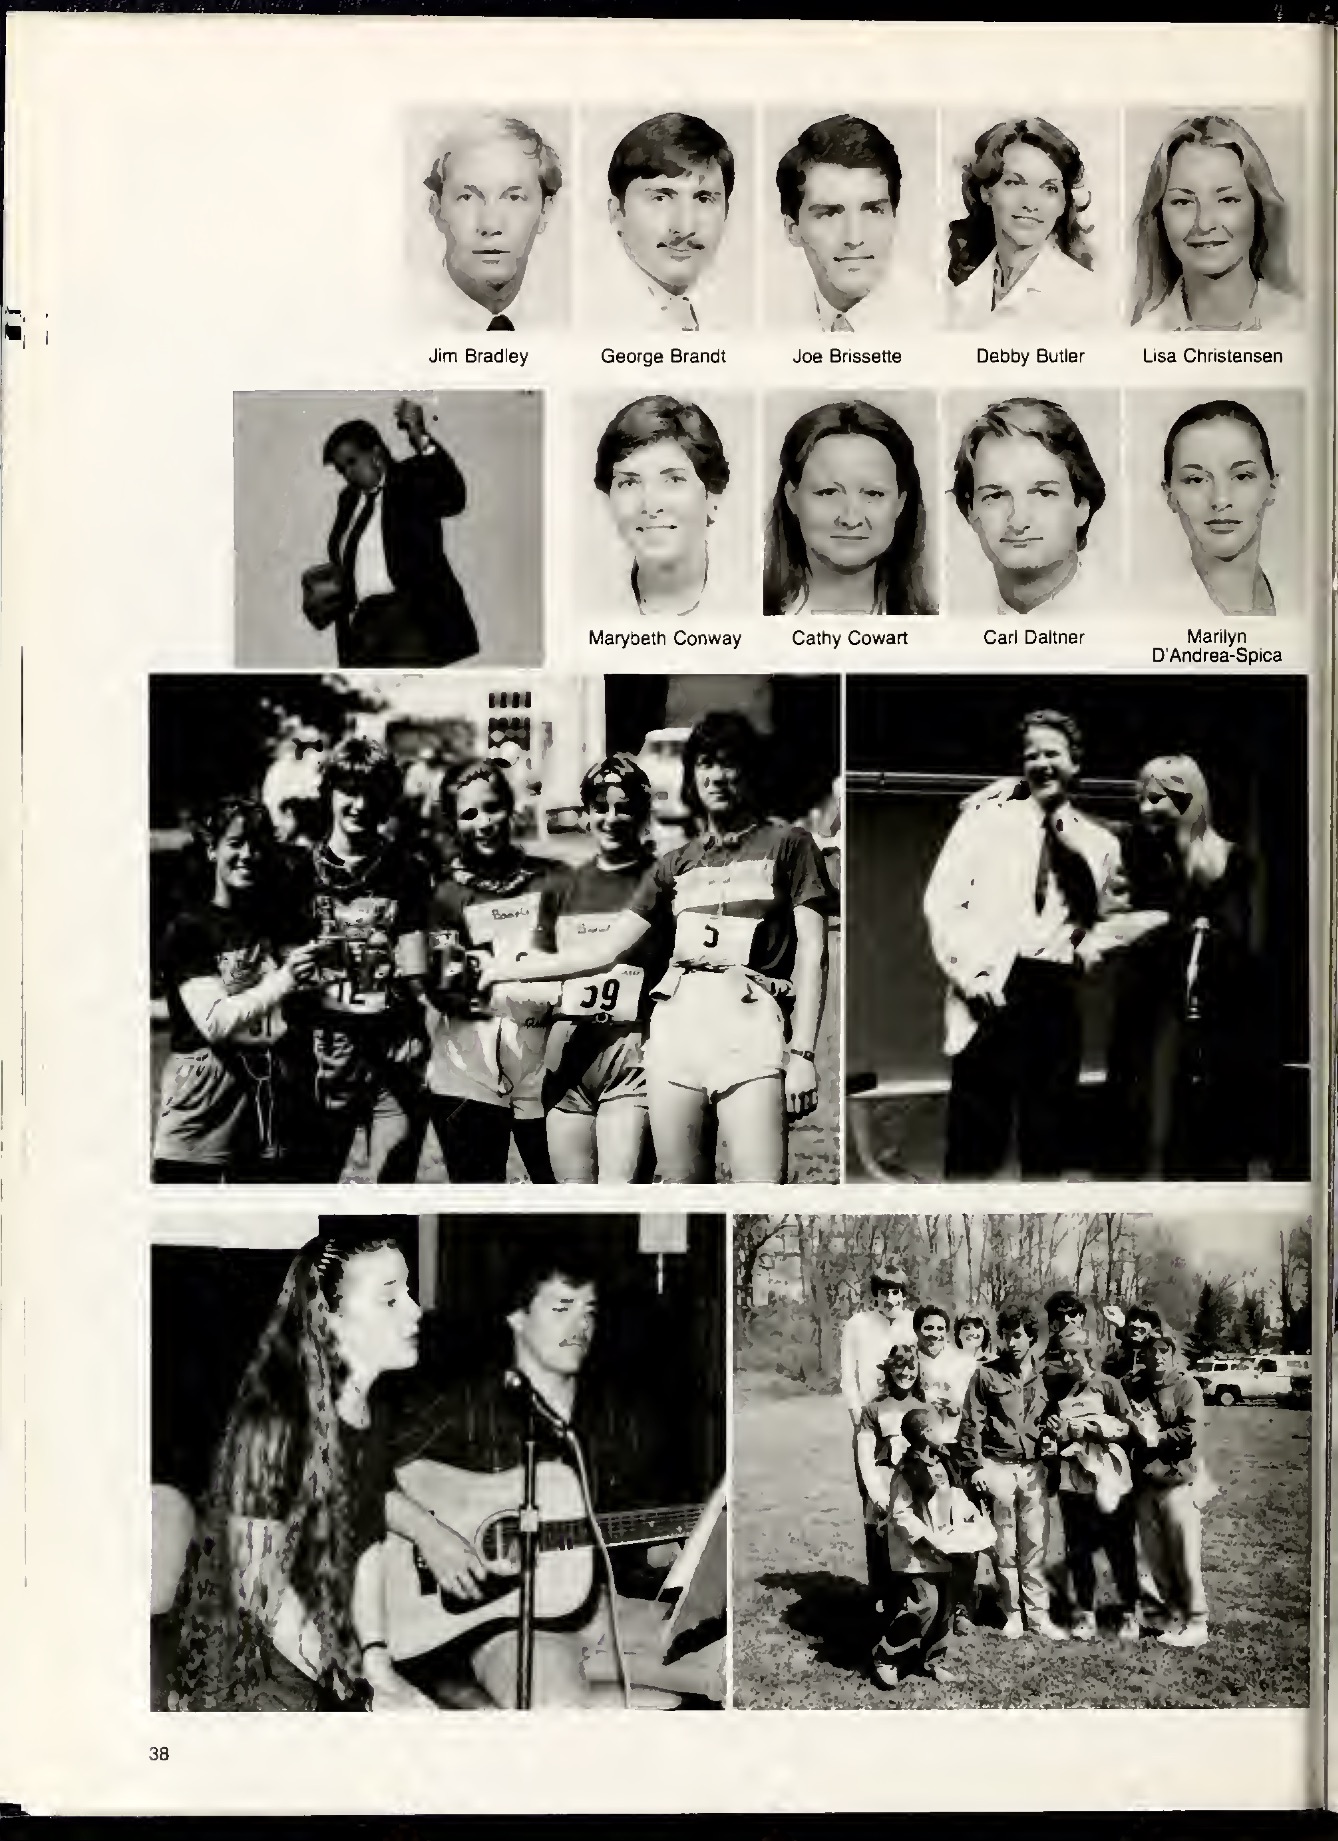 Jim Bradley
George Brandt
Joe Brissette
Debby Butler
Lisa Christensen
Marybeth Conway
Cathy Cowart
Carl Daltner
Marilyn
D'Andrea-Spica
59
38